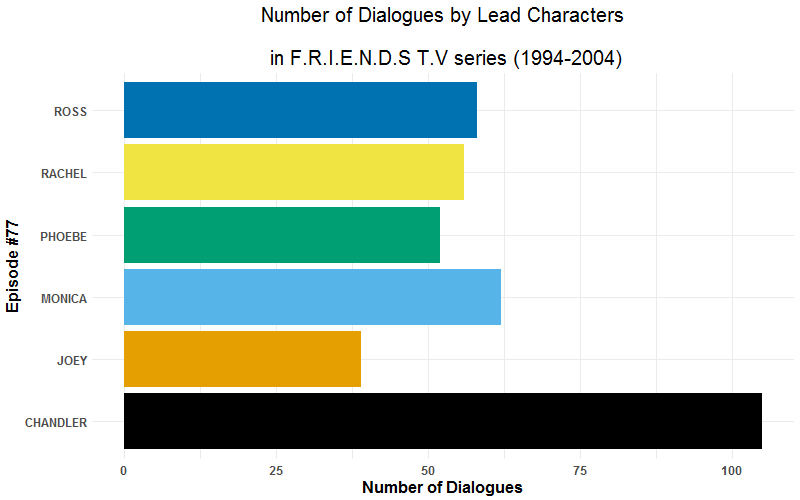 Number of Dialogues by Lead Characters
in F.R.I.E.N.D.S T.V series (1994-2004)
ROSS
RACHEL
PHOEBE
MONICA
JOEY
CHANDLER
Episode #77
0 25 50 75 100
Number of Dialogues